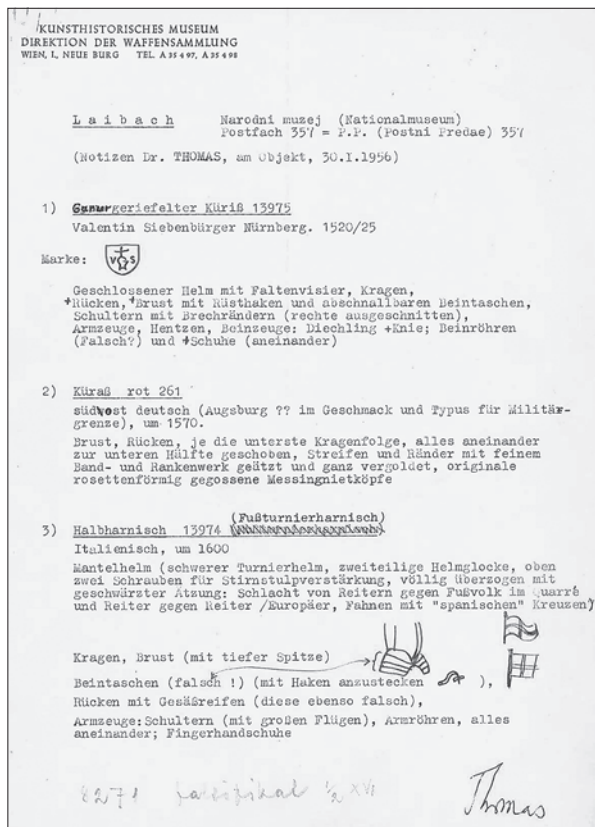 KUNSTHISTORISCHES MUSEUM
DIREKTION DER WAFFENSAMMLUNG
WIEN, I., NEUE BURG TEL. A 35 4 97, A 35 4 98
Laibach Narodni muzej (Nationalmuseum)
Postfach 357 = P.P. (Postni Predae) 357
(Notizen Dr. THOMAS, am Objekt, 30.I.1956)
1) geriefelter Küriß 13975
Valentin Siebenbürger Nürnberg. 1520/25
Marke: V S
Geschlossener Helm mit Faltenvisier, Kragen,
+Rücken, +Brust mit Rüsthaken und abschnallbaren Beintaschen,
Schultern mit Brechrändern (rechte ausgeschnitten),
Armzeuge, Hentzen, Beinzeuge: Diechling +Knie; Beinröhren
(Falsch?) und +Schuhe (aneinander)
2) Küraß rot 261
südwest deutsch (Augsburg ?? im Geschmack und Typus für Militär-
grenze), um 1570.
Brust, Rücken, je die unterste Kragenfolge, alles aneinander
zur unteren Hälfte geschoben, Streifen und Ränder mit feinem
Band- und Rankenwerk geätzt und ganz vergoldet, originale
rosettenförmig gegossene Messingnietköpfe
(Fußturnierharnisch)
3) Halbharnisch 13974
Italienisch, um 1600
Mantelhelm (schwerer Turnierhelm, zweiteilige Helmglocke, oben
zwei Schrauben für Stirnstulpverstärkung, völlig überzogen mit
geschwärzter Ätzung: Schlacht von Reitern gegen Fußvolk im Quarré
und Reiter gegen Reiter /Europäer, Fahnen mit "spanischen" Kreuzen)
Kragen, Brust (mit tiefer Spitze)
Beintaschen (falsch !) (mit Haken anzustecken ),
Rücken mit Gesäßreifen (diese ebenso falsch),
Armzeuge: Schultern (mit großen Flügen), Armröhren, alles
aneinander; Fingerhandschuhe
8271 ½ XVI
Thomas